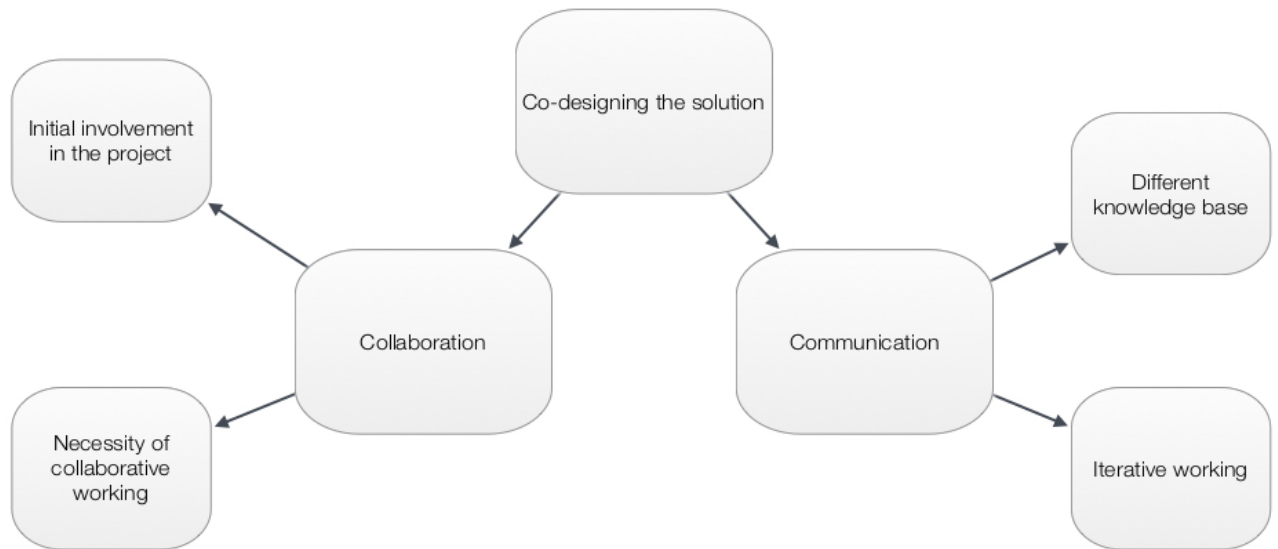 Co-designing the solution
Initial involvement
in the project
Different
knowledge base
Collaboration
Communication
Necessity of
collaborative
working
Iterative working